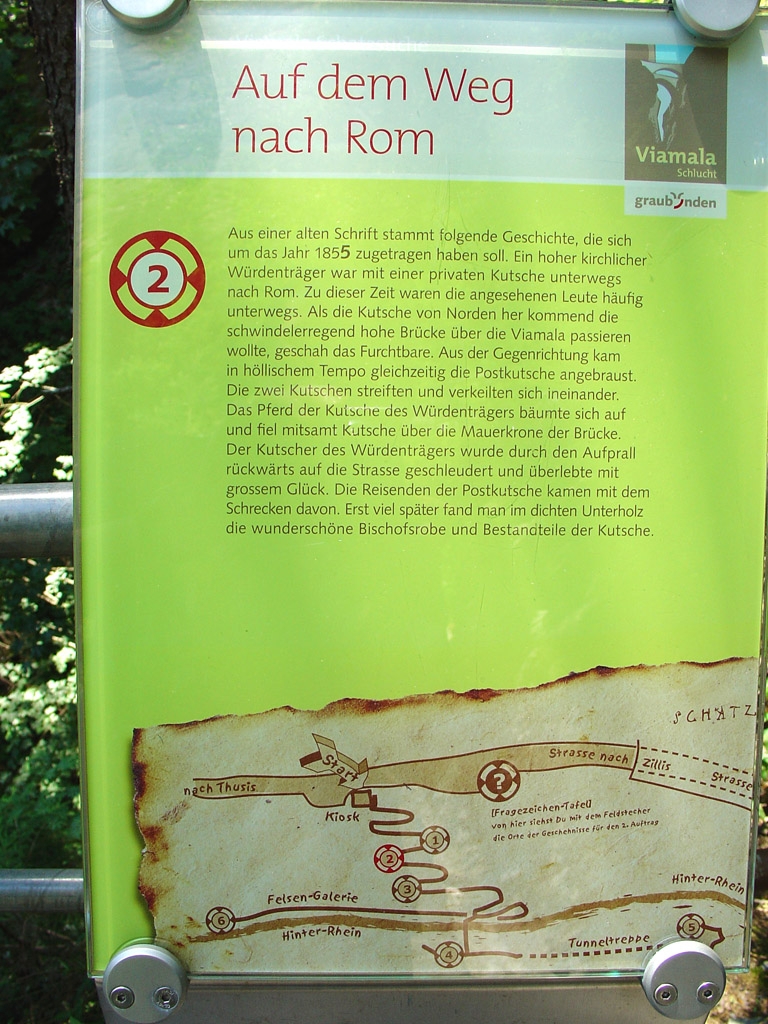 Auf dem Weg
nach Rom
Viamala
Schlucht
graubünden
2
Aus einer alten Schrift stammt folgende Geschichte, die sich
um das Jahr 1855 zugetragen haben soll. Ein hoher kirchlicher
Würdenträger war mit einer privaten Kutsche unterwegs
nach Rom. Zu dieser Zeit waren die angesehenen Leute häufig
unterwegs. Als die Kutsche von Norden her kommend die
schwindelerregend hohe Brücke über die Viamala passieren
wollte, geschah das Furchtbare. Aus der Gegenrichtung kam
in höllischem Tempo gleichzeitig die Postkutsche angebraust.
Die zwei Kutschen streiften und verkeilten sich ineinander.
Das Pferd der Kutsche des Würdenträgers bäumte sich auf
und fiel mitsamt Kutsche über die Mauerkrone der Brücke.
Der Kutscher des Würdenträgers wurde durch den Aufprall
rückwärts auf die Strasse geschleudert und überlebte mit
grossem Glück. Die Reisenden der Postkutsche kamen mit dem
Schrecken davon. Erst viel später fand man im dichten Unterholz
die wunderschöne Bischofsrobe und Bestandteile der Kutsche.
SCHATZ
Start
Strasse nach
Zillis
Strasse
nach Thusis
?
Kiosk
(Fragezeichen-Tafel)
von hier siehst Du mit dem Feldstecher
die Orte der Geschehnisse für den 2. Auftrag
1
2
3
Hinter-Rhein
Felsen-Galerie
6
Hinter-Rhein
5
Tunneltreppe
4